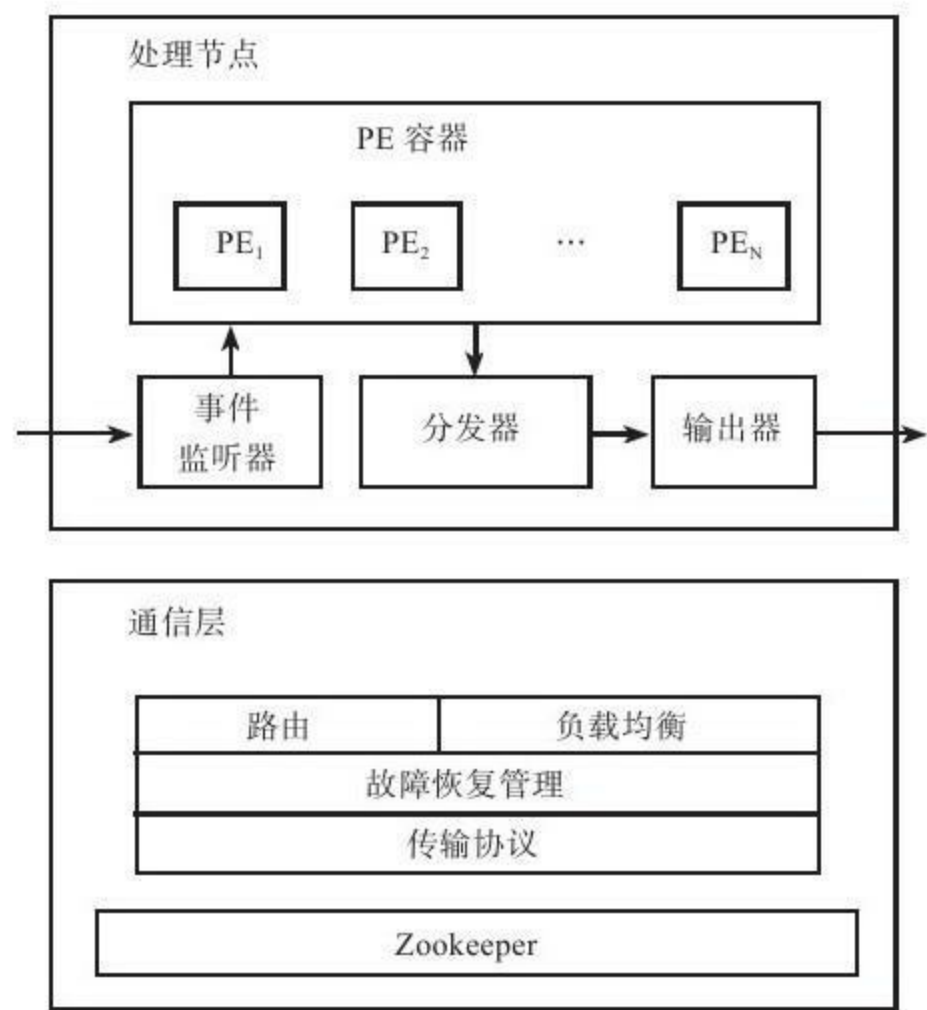 处理节点
PE 容器
PE₁
PE₂
…
PE_N
事件
监听器
分发器
输出器
通信层
路由
负载均衡
故障恢复管理
传输协议
Zookeeper